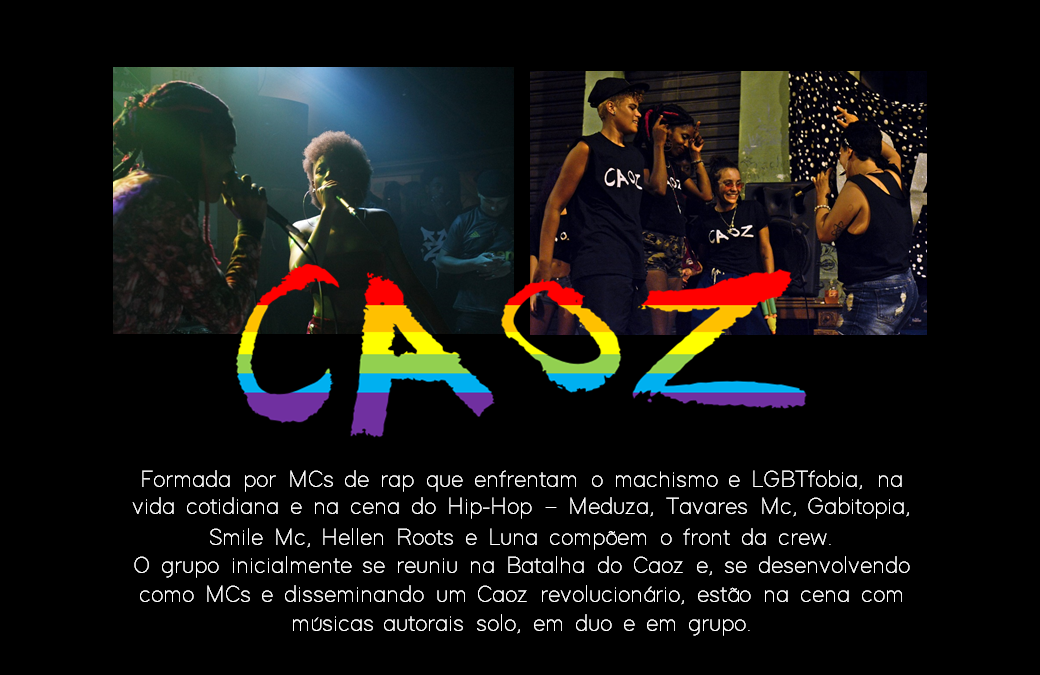 CAOZ
CAOZ
CAOZ
CAOZ
Formada por MCs de rap que enfrentam o machismo e LGBTfobia, na
vida cotidiana e na cena do Hip-Hop – Meduza, Tavares Mc, Gabitopia,
Smile Mc, Hellen Roots e Luna compõem o front da crew.
O grupo inicialmente se reuniu na Batalha do Caoz e, se desenvolvendo
como MCs e disseminando um Caoz revolucionário, estão na cena com
músicas autorais solo, em duo e em grupo.